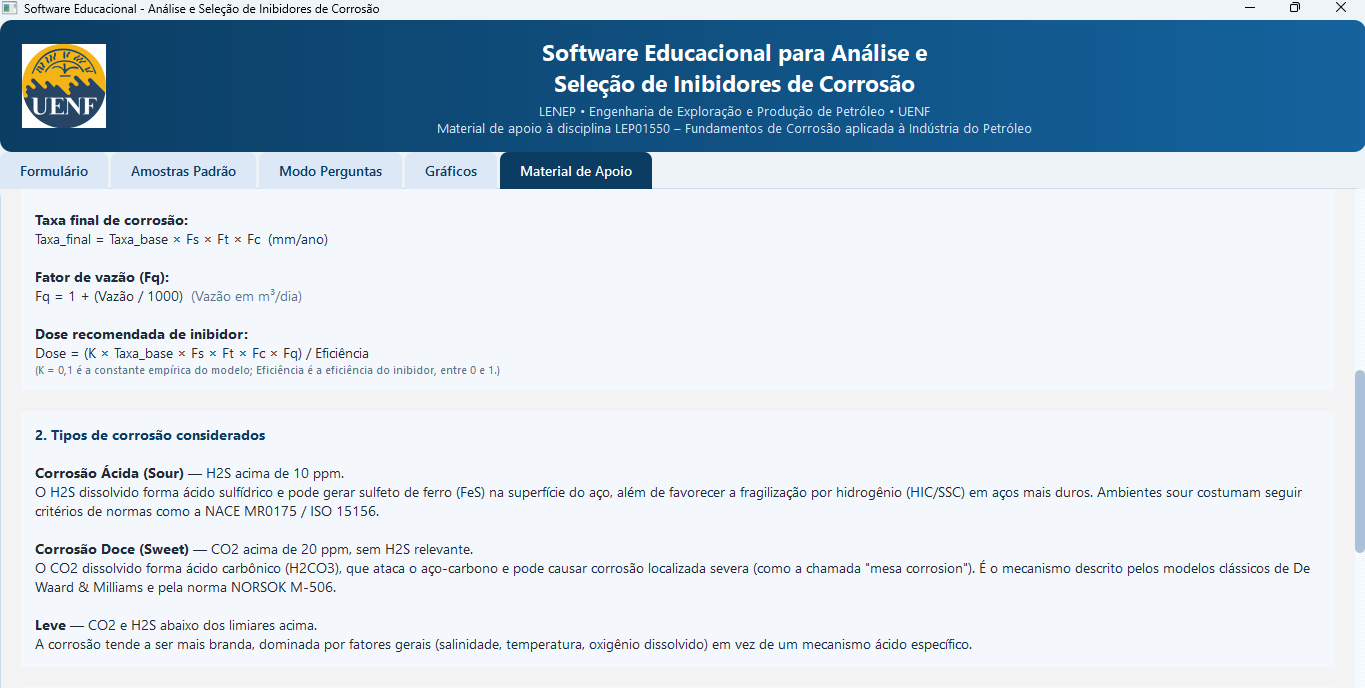 Software Educacional - Análise e Seleção de Inibidores de Corrosão
UENF
Software Educacional para Análise e
Seleção de Inibidores de Corrosão
LENEP • Engenharia de Exploração e Produção de Petróleo • UENF
Material de apoio à disciplina LEP01550 – Fundamentos de Corrosão aplicada à Indústria do Petróleo
Formulário Amostras Padrão Modo Perguntas Gráficos Material de Apoio
Taxa final de corrosão:
Taxa_final = Taxa_base × Fs × Ft × Fc (mm/ano)
Fator de vazão (Fq):
Fq = 1 + (Vazão / 1000) (Vazão em m³/dia)
Dose recomendada de inibidor:
Dose = (K × Taxa_base × Fs × Ft × Fc × Fq) / Eficiência
(K = 0,1 é a constante empírica do modelo; Eficiência é a eficiência do inibidor, entre 0 e 1.)
2. Tipos de corrosão considerados
Corrosão Ácida (Sour) — H2S acima de 10 ppm.
O H2S dissolvido forma ácido sulfídrico e pode gerar sulfeto de ferro (FeS) na superfície do aço, além de favorecer a fragilização por hidrogênio (HIC/SSC) em aços mais duros. Ambientes sour costumam seguir
critérios de normas como a NACE MR0175 / ISO 15156.
Corrosão Doce (Sweet) — CO2 acima de 20 ppm, sem H2S relevante.
O CO2 dissolvido forma ácido carbônico (H2CO3), que ataca o aço-carbono e pode causar corrosão localizada severa (como a chamada "mesa corrosion"). É o mecanismo descrito pelos modelos clássicos de De
Waard & Milliams e pela norma NORSOK M-506.
Leve — CO2 e H2S abaixo dos limiares acima.
A corrosão tende a ser mais branda, dominada por fatores gerais (salinidade, temperatura, oxigênio dissolvido) em vez de um mecanismo ácido específico.